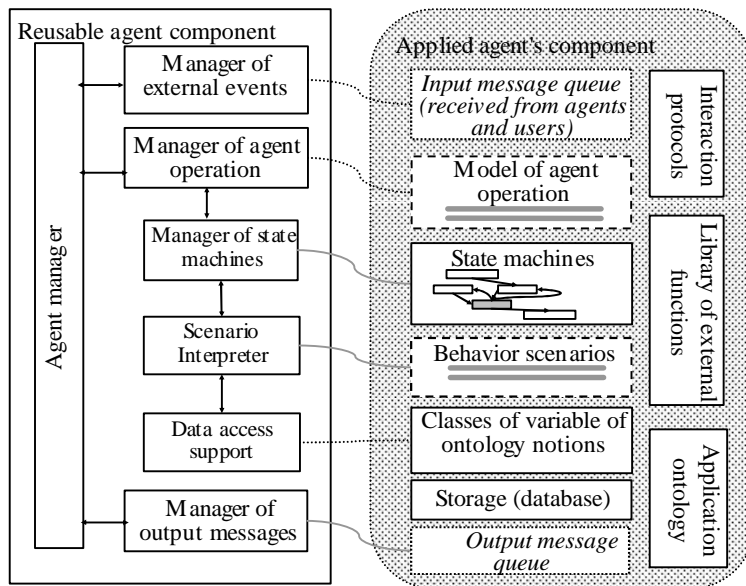 Reusable agent component
Agent manager
Manager of
external events
Manager of agent
operation
Manager of state
machines
Scenario
Interpreter
Data access
support
Manager of
output messages
Applied agent's component
Input message queue
(received from agents
and users)
Model of agent
operation
State machines
Behavior scenarios
Classes of variable of
ontology notions
Storage (database)
Output message
queue
Interaction
protocols
Library of external
functions
Application
ontology